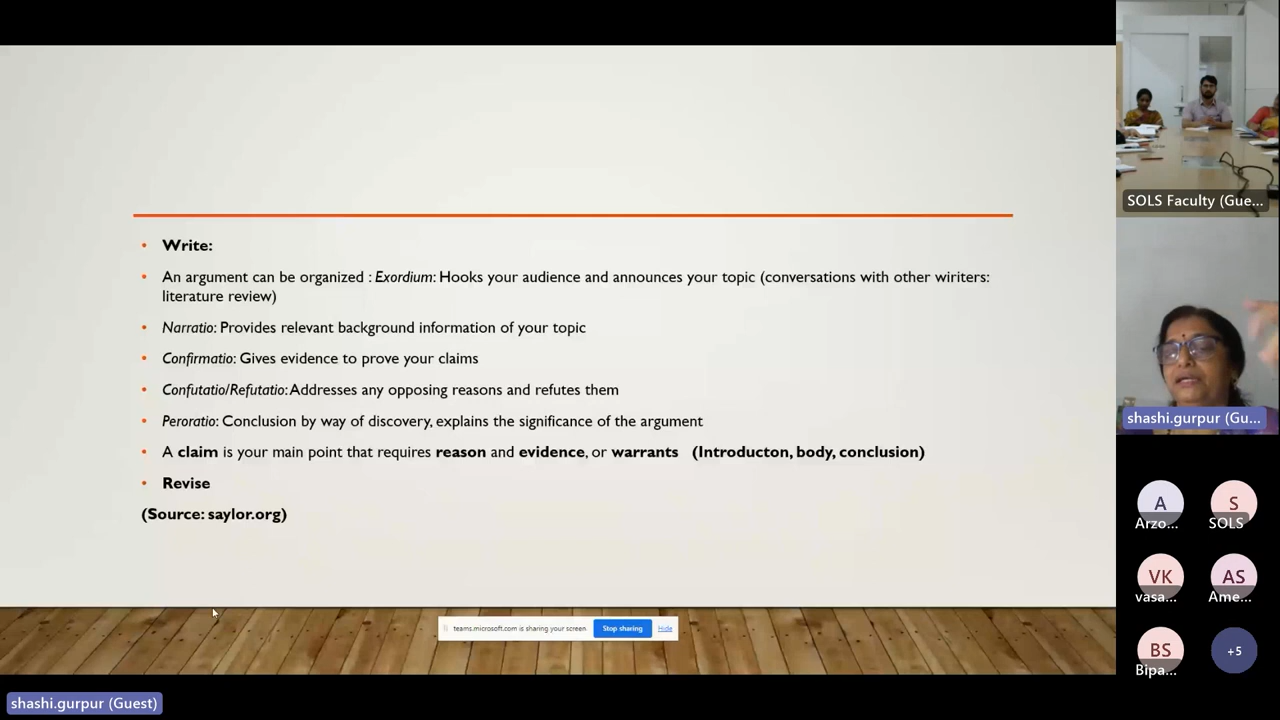 Write:
An argument can be organized : Exordium: Hooks your audience and announces your topic (conversations with other wiriters:
literature review)
Narratio: Provides relevant background information of your topic
Confirmatio: Gives evidence to prove your claims
Confutatio/Refutatio: Addresses any opposing reasons and refutes them
Peroratio: Conclusion by way of discovery, explains the significance of the argument
A claim is your main point that requires reason and evidence, or warrants (Introducton, body, conclusion)
Revise
(Source: saylor.org)
teams.microsoft.com is sharing your screen. Stop sharing Hide
shashi.gurpur (Guest)
SOLS Faculty (Gue...
shashi.gurpur (Gu...
A S
Arzo... SOLS
VK AS
vasa... Ame...
BS +5
Bipa...